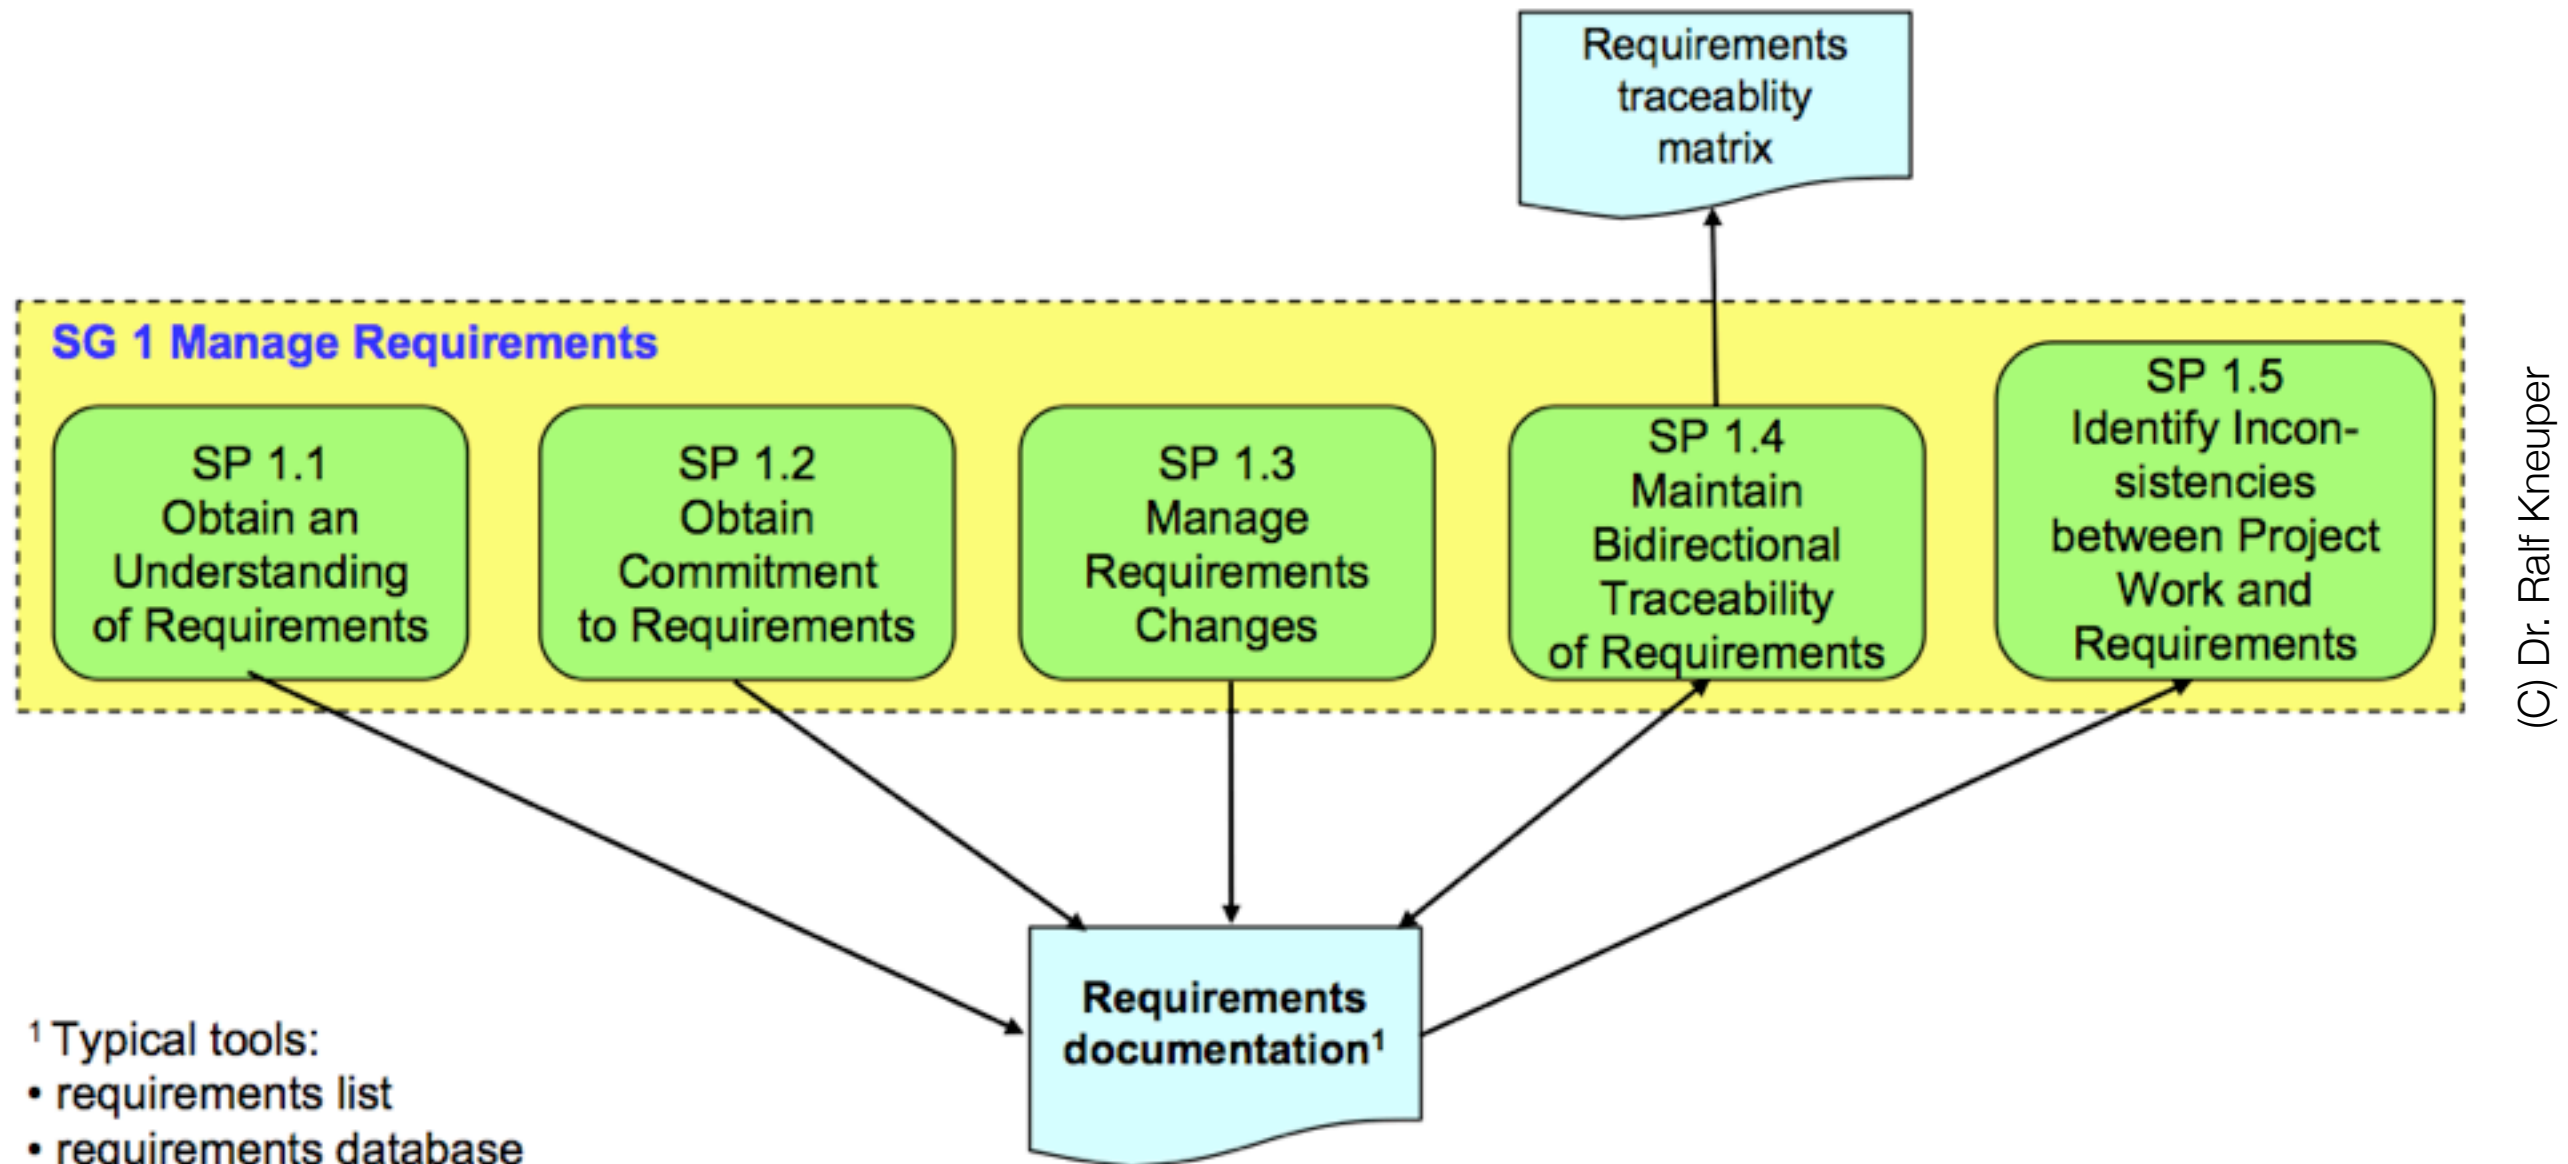 Requirements
traceablity
matrix
SG 1 Manage Requirements
SP 1.1
Obtain an
Understanding
of Requirements
SP 1.2
Obtain
Commitment
to Requirements
SP 1.3
Manage
Requirements
Changes
SP 1.4
Maintain
Bidirectional
Traceability
of Requirements
SP 1.5
Identify Incon-
sistencies
between Project
Work and
Requirements
(C) Dr. Ralf Kneuper
Requirements
documentation¹
¹ Typical tools:
• requirements list
• requirements database